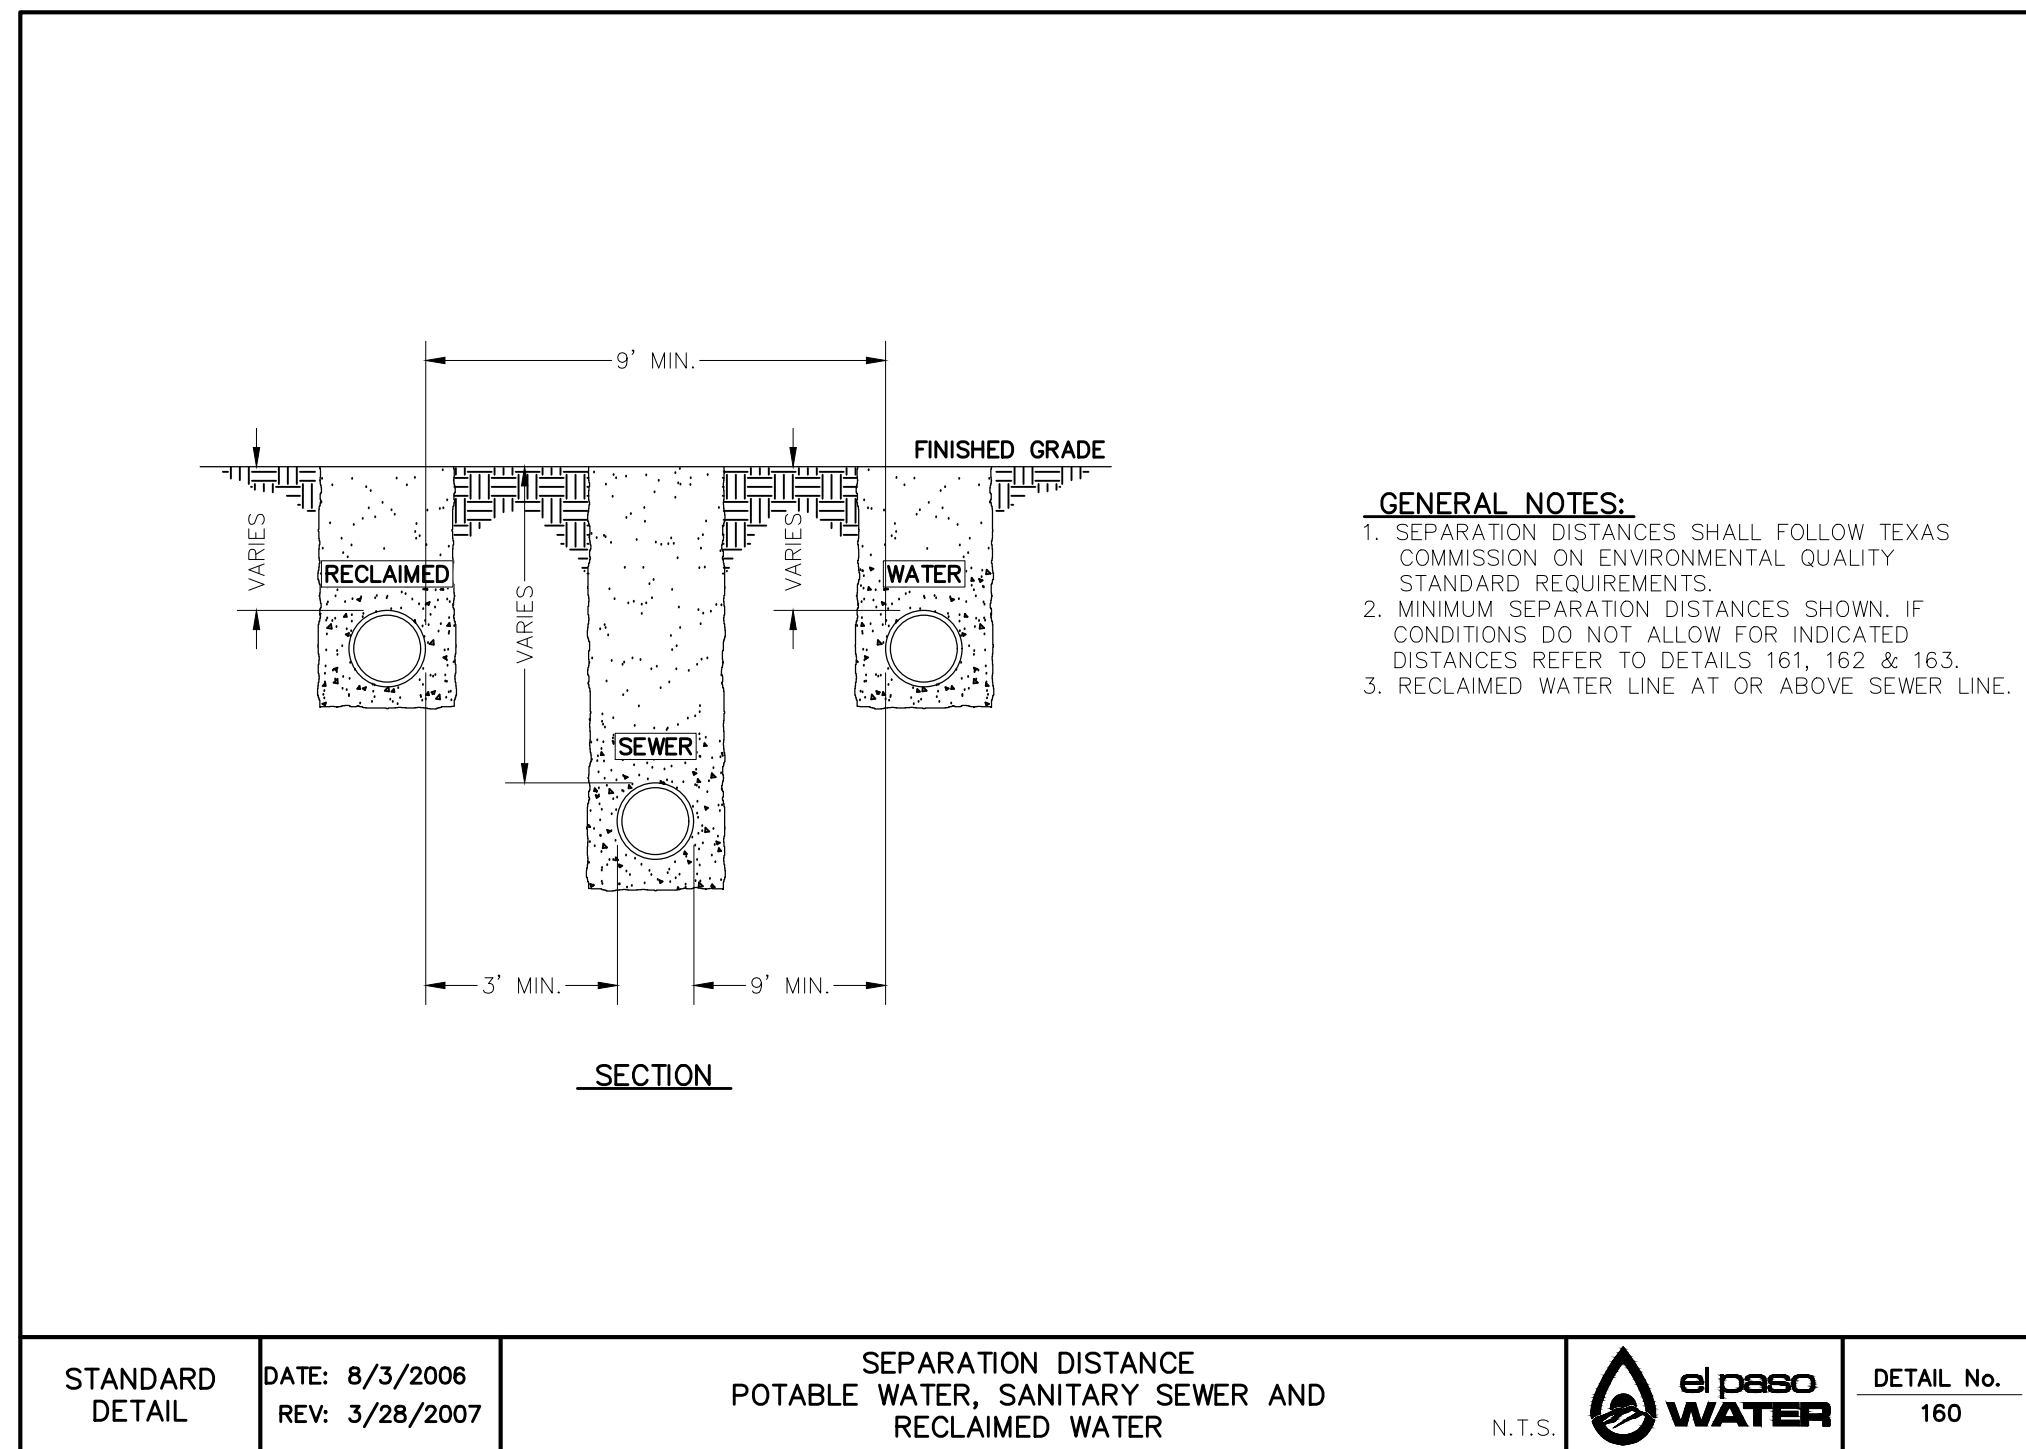 9' MIN.
FINISHED GRADE
VARIES
VARIES
VARIES
RECLAIMED
WATER
SEWER
3' MIN.
9' MIN.
SECTION
GENERAL NOTES:
1. SEPARATION DISTANCES SHALL FOLLOW TEXAS
COMMISSION ON ENVIRONMENTAL QUALITY
STANDARD REQUIREMENTS.
2. MINIMUM SEPARATION DISTANCES SHOWN. IF
CONDITIONS DO NOT ALLOW FOR INDICATED
DISTANCES REFER TO DETAILS 161, 162 & 163.
3. RECLAIMED WATER LINE AT OR ABOVE SEWER LINE.
STANDARD
DETAIL
DATE: 8/3/2006
REV: 3/28/2007
SEPARATION DISTANCE
POTABLE WATER, SANITARY SEWER AND
RECLAIMED WATER
N.T.S.
el paso
WATER
DETAIL No.
160